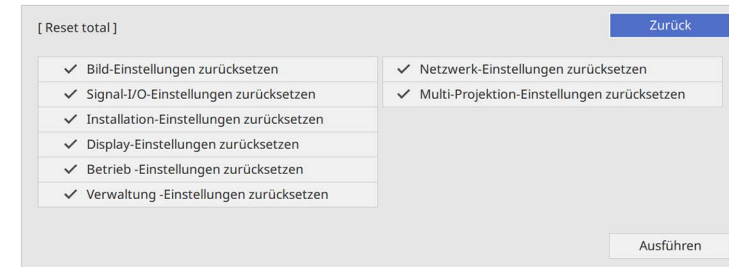 [ Reset total ]
Zurück
Bild-Einstellungen zurücksetzen
Signal-I/O-Einstellungen zurücksetzen
Installation-Einstellungen zurücksetzen
Display-Einstellungen zurücksetzen
Betrieb -Einstellungen zurücksetzen
Verwaltung -Einstellungen zurücksetzen
Netzwerk-Einstellungen zurücksetzen
Multi-Projektion-Einstellungen zurücksetzen
Ausführen